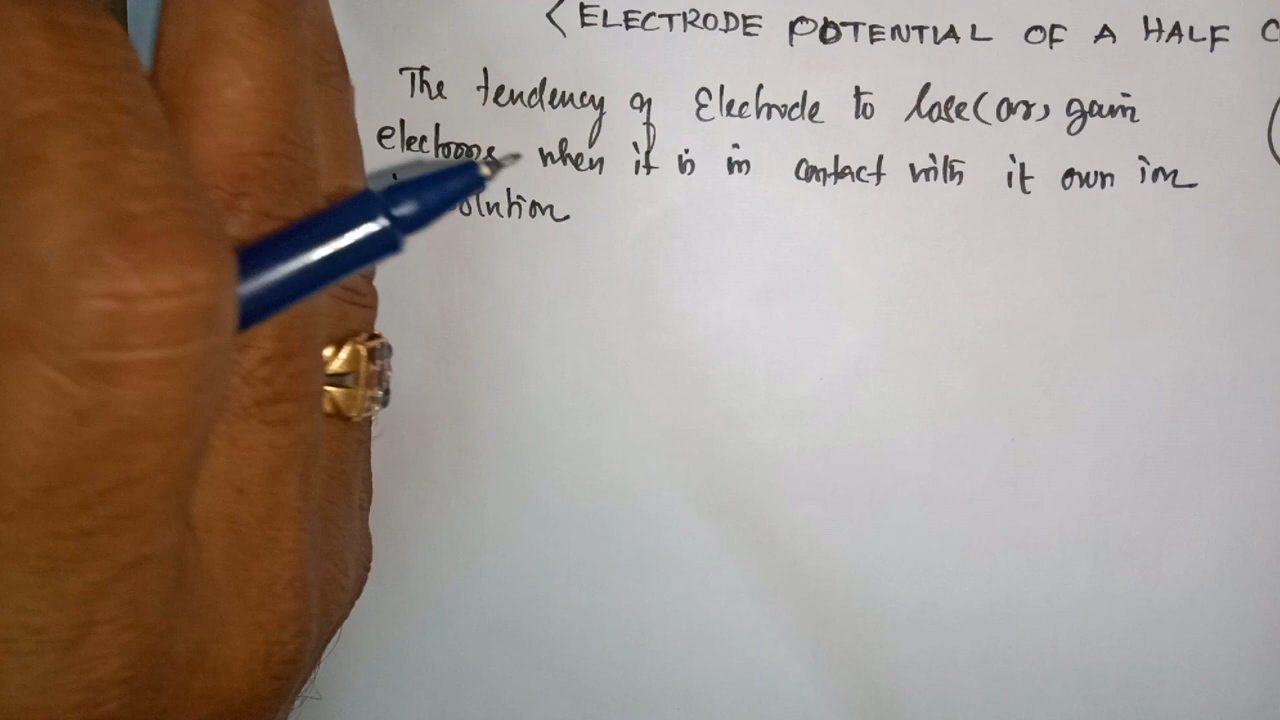 < ELECTRODE POTENTIAL OF A HALF C
The tendency of Electrode to lose (or) gain
electrons when it is in contact with it own ion
solution